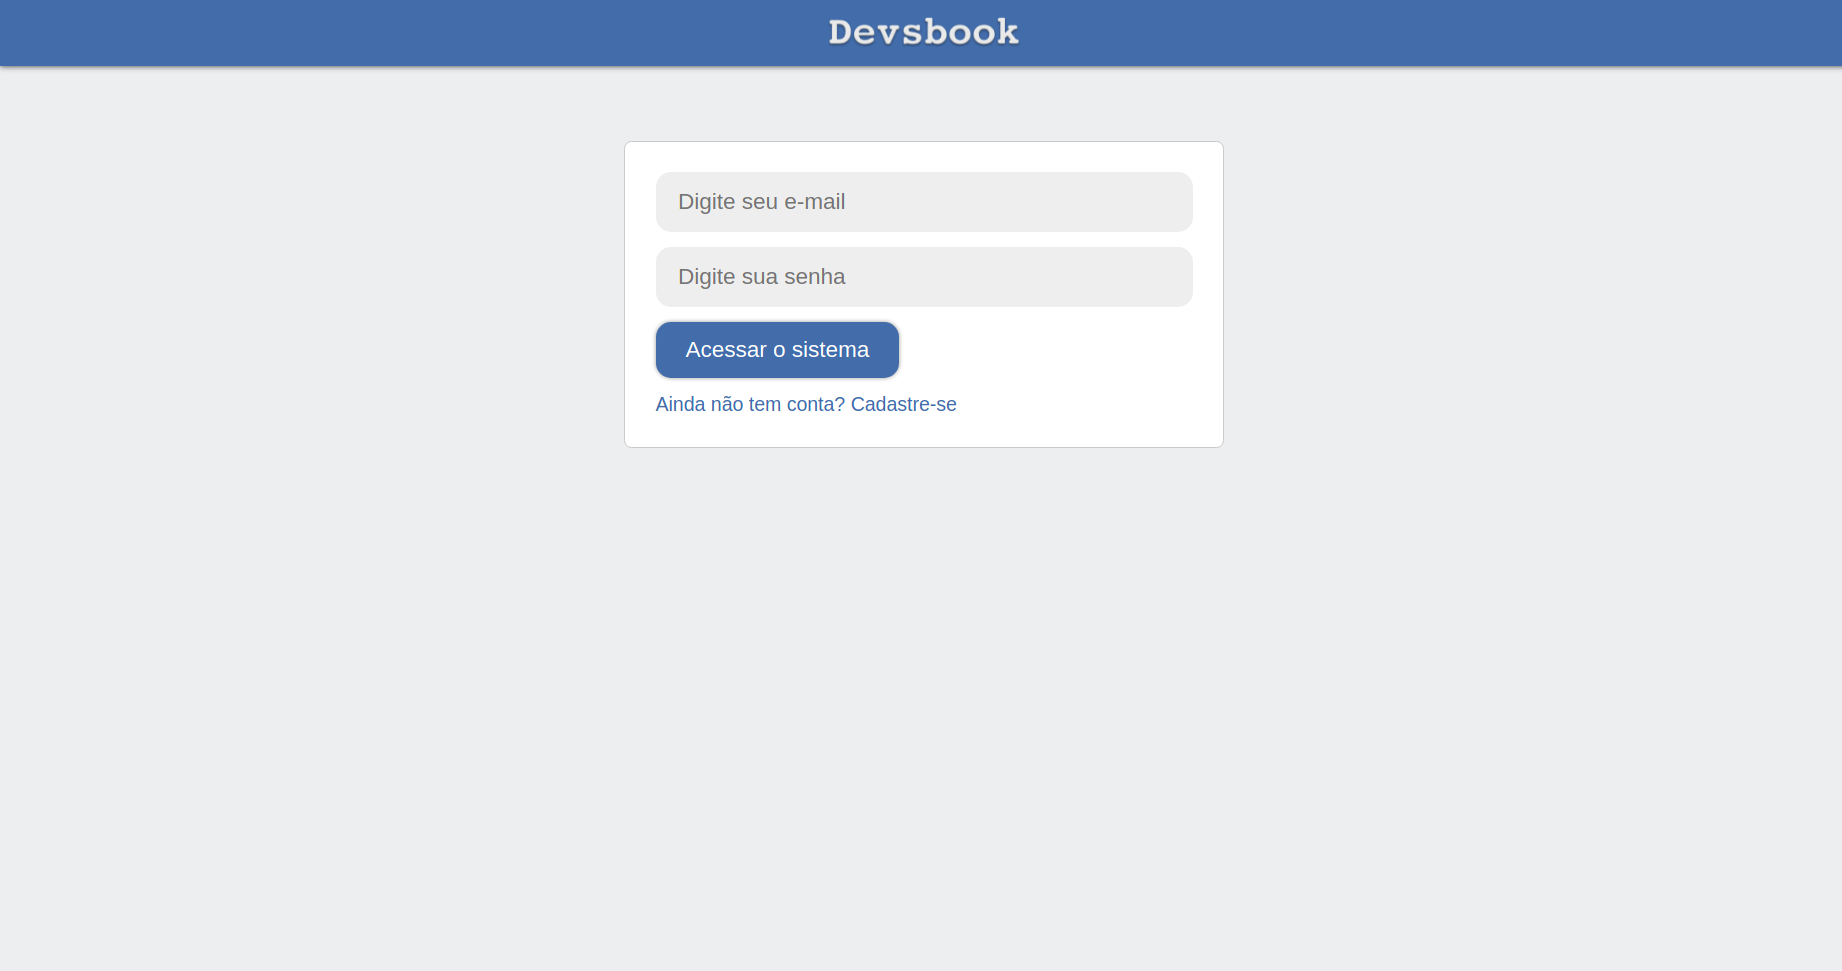 Devsbook
Digite seu e-mail
Digite sua senha
Acessar o sistema
Ainda não tem conta? Cadastre-se